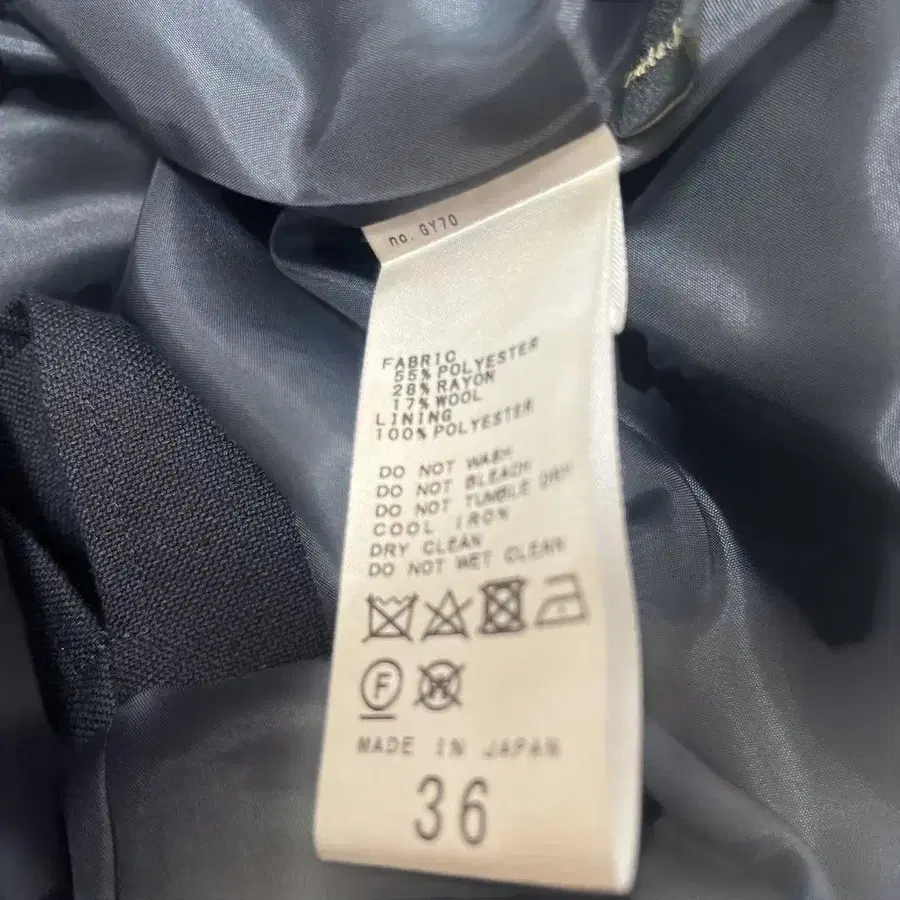 no. GY70
FABRIC
55% POLYESTER
28% RAYON
17% WOOL
LINING
100% POLYESTER
DO NOT WASH
DO NOT BLEACH
DO NOT TUMBLE DRY
COOL IRON
DRY CLEAN
DO NOT WET CLEAN
F W
MADE IN JAPAN
36